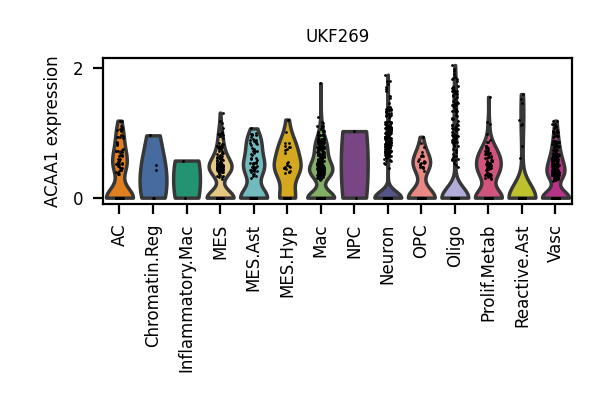 UKF269
ACAA1 expression
2
0
AC
Chromatin.Reg
Inflammatory.Mac
MES
MES.Ast
MES.Hyp
Mac
NPC
Neuron
OPC
Oligo
Prolif.Metab
Reactive.Ast
Vasc